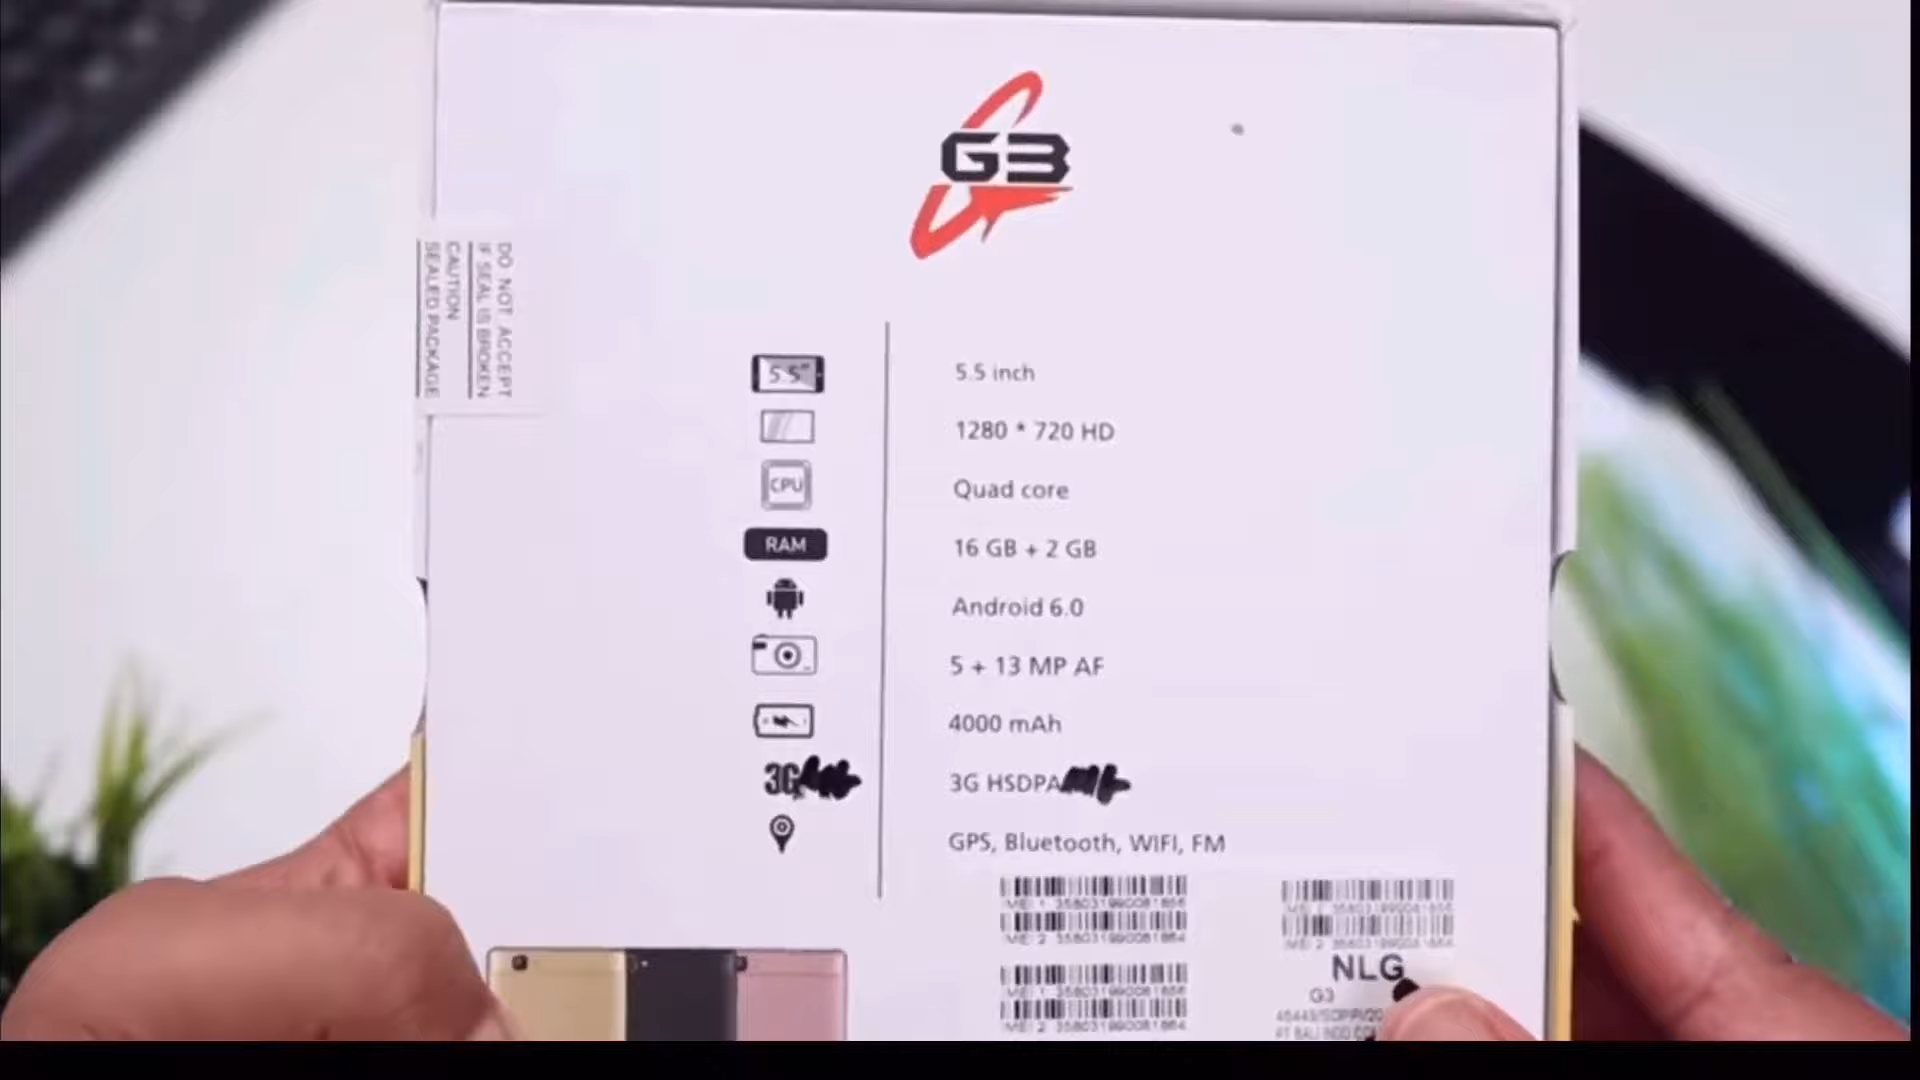 G3
DO NOT ACCEPT
IF SEAL IS BROKEN
CAUTION
SEALED PACKAGE
5.5" 5.5 inch
1280 * 720 HD
CPU Quad core
RAM 16 GB + 2 GB
Android 6.0
5 + 13 MP AF
4000 mAh
3G 3G HSDPA
GPS, Bluetooth, WIFI, FM
NLG
G3